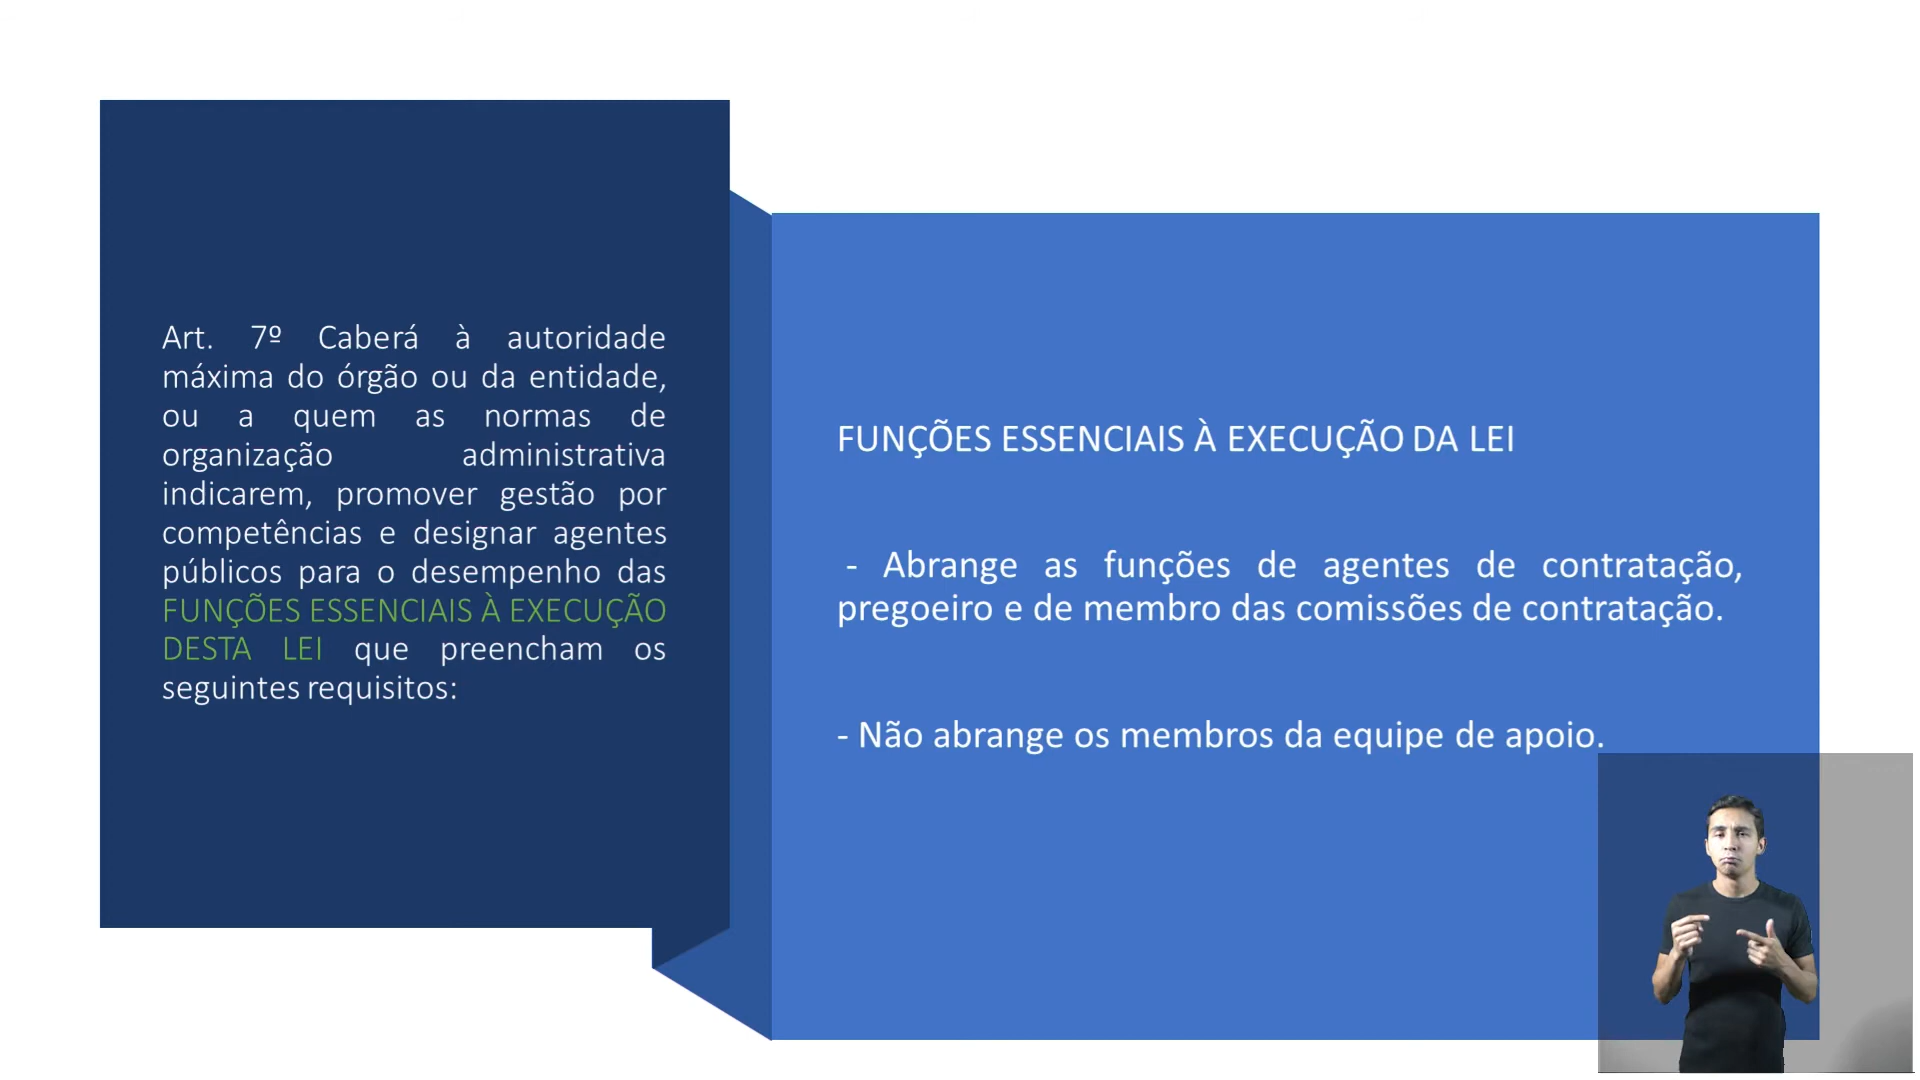 Art. 7º Caberá à autoridade
máxima do órgão ou da entidade,
ou a quem as normas de
organização administrativa
indicarem, promover gestão por
competências e designar agentes
públicos para o desempenho das
FUNÇÕES ESSENCIAIS À EXECUÇÃO
DESTA LEI que preencham os
seguintes requisitos:
FUNÇÕES ESSENCIAIS À EXECUÇÃO DA LEI
- Abrange as funções de agentes de contratação,
pregoeiro e de membro das comissões de contratação.
- Não abrange os membros da equipe de apoio.